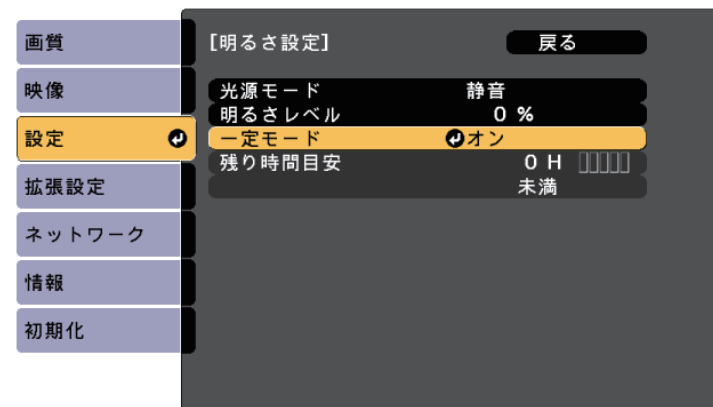 画質
映像
設定
拡張設定
ネットワーク
情報
初期化
[明るさ設定] 戻る
光源モード 静音
明るさレベル 0 %
一定モード オン
残り時間目安 0 H
未満